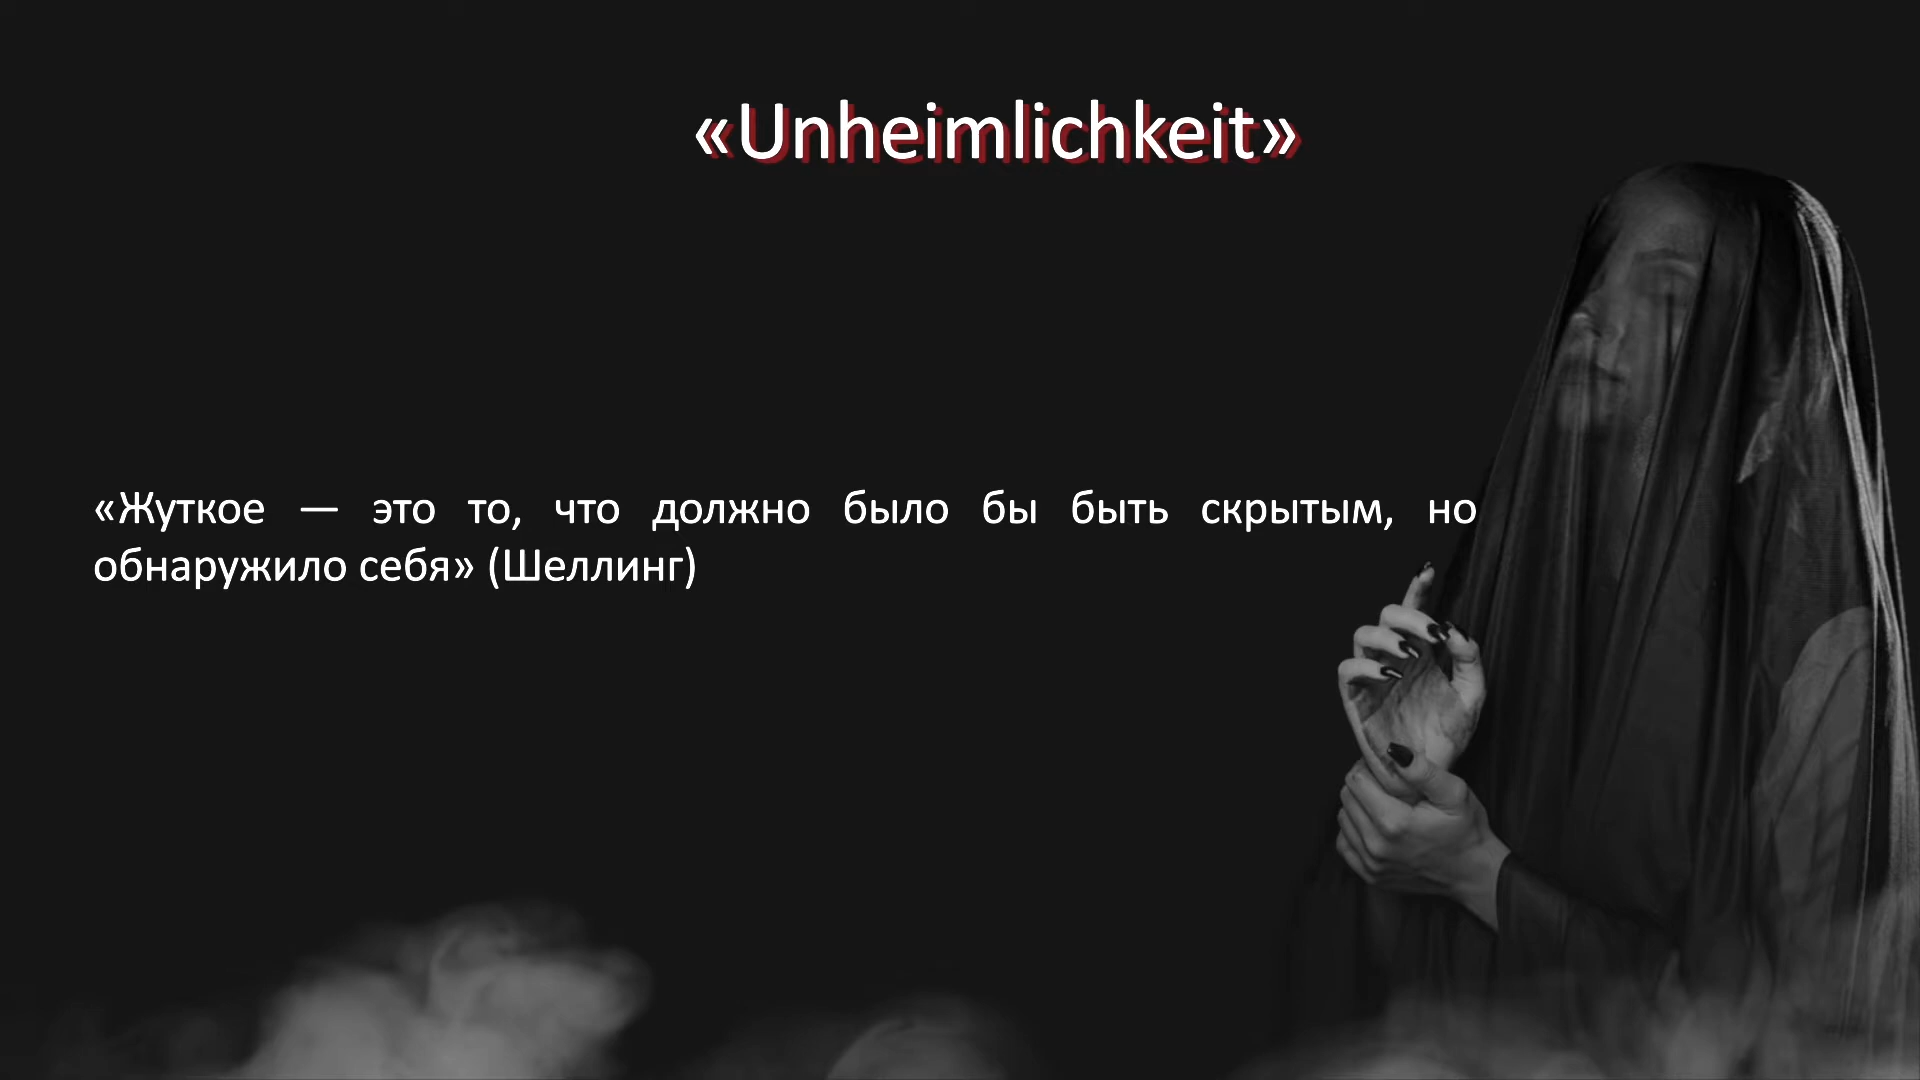 «Unheimlichkeit»
«Жуткое — это то, что должно было бы быть скрытым, но
обнаружило себя» (Шеллинг)